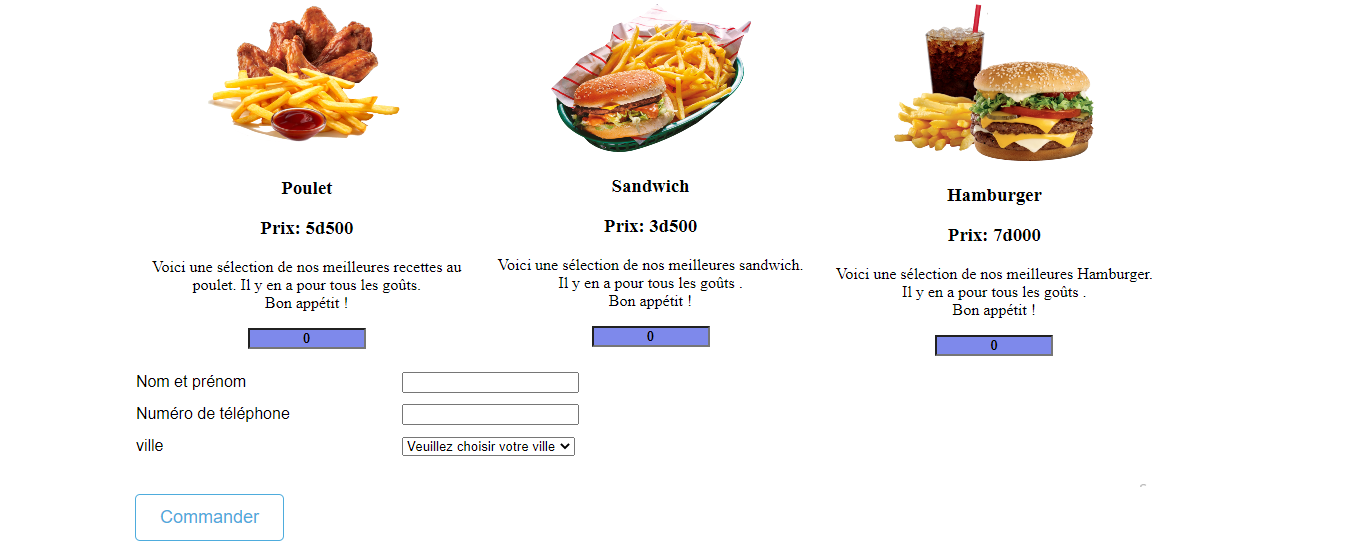 Poulet
Prix: 5d500
Voici une sélection de nos meilleures recettes au
poulet. Il y en a pour tous les goûts.
Bon appétit !
0
Sandwich
Prix: 3d500
Voici une sélection de nos meilleures sandwich.
Il y en a pour tous les goûts .
Bon appétit !
0
Hamburger
Prix: 7d000
Voici une sélection de nos meilleures Hamburger.
Il y en a pour tous les goûts .
Bon appétit !
0
Nom et prénom
Numéro de téléphone
ville
Veuillez choisir votre ville
Commander